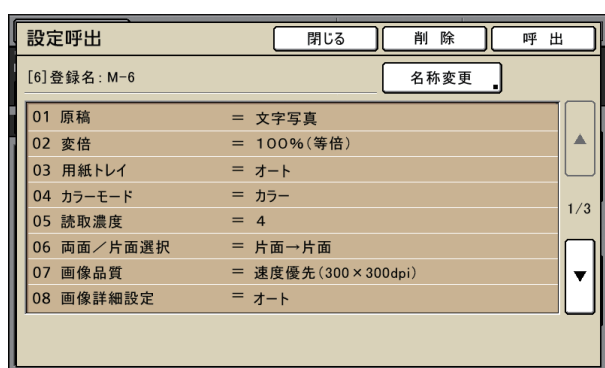 設定呼出
閉じる
削 除
呼 出
[6]登録名:M-6
名称変更
01 原稿 = 文字写真
02 変倍 = 100%(等倍)
03 用紙トレイ = オート
04 カラーモード = カラー
05 読取濃度 = 4
06 両面／片面選択 = 片面→片面
07 画像品質 = 速度優先(300×300dpi)
08 画像詳細設定 = オート
1/3